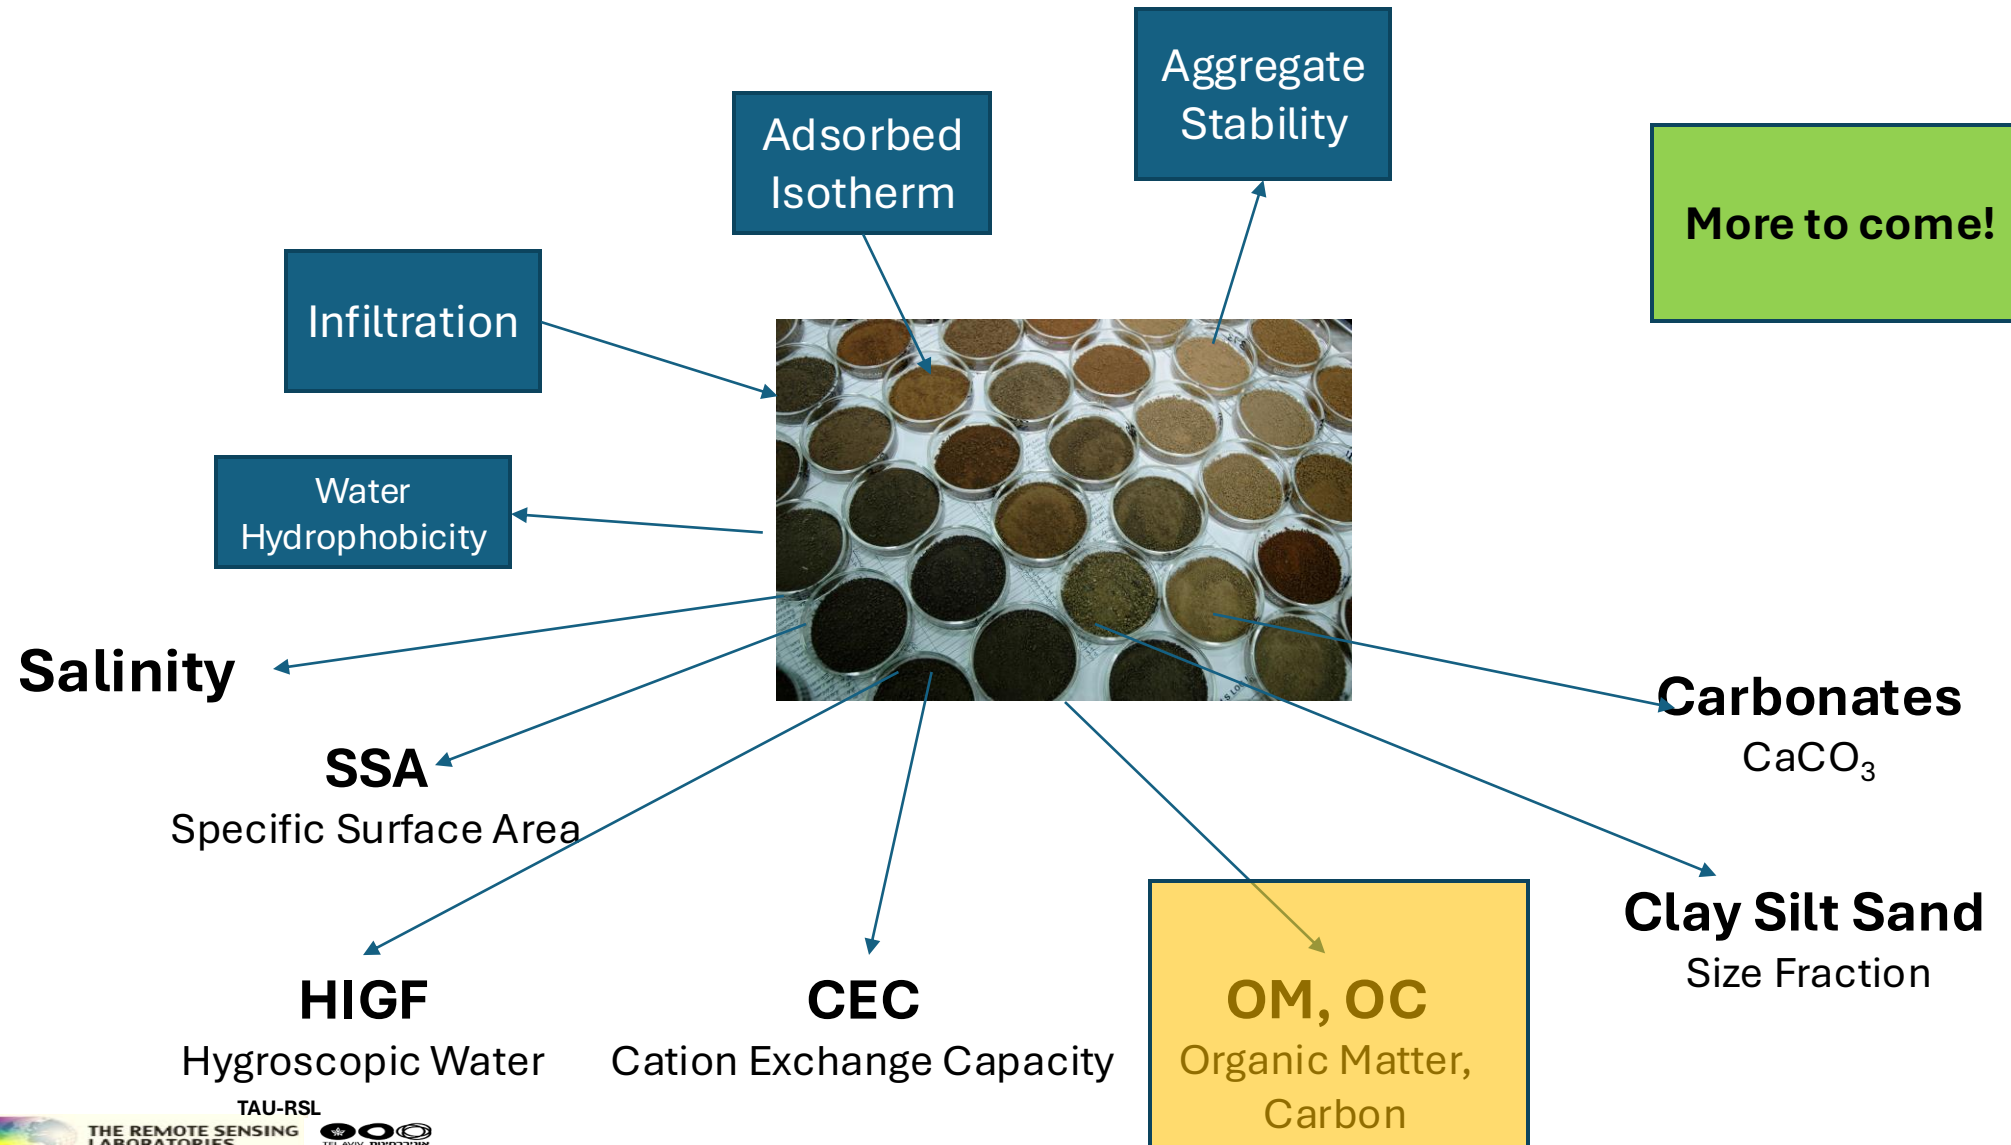 Aggregate
Stability
Adsorbed
Isotherm
More to come!
Infiltration
Water
Hydrophobicity
Salinity
Carbonates
CaCO₃
SSA
Specific Surface Area
Clay Silt Sand
Size Fraction
HIGF
Hygroscopic Water
CEC
Cation Exchange Capacity
OM, OC
Organic Matter,
Carbon
TAU-RSL
THE REMOTE SENSING
LABORATORIES